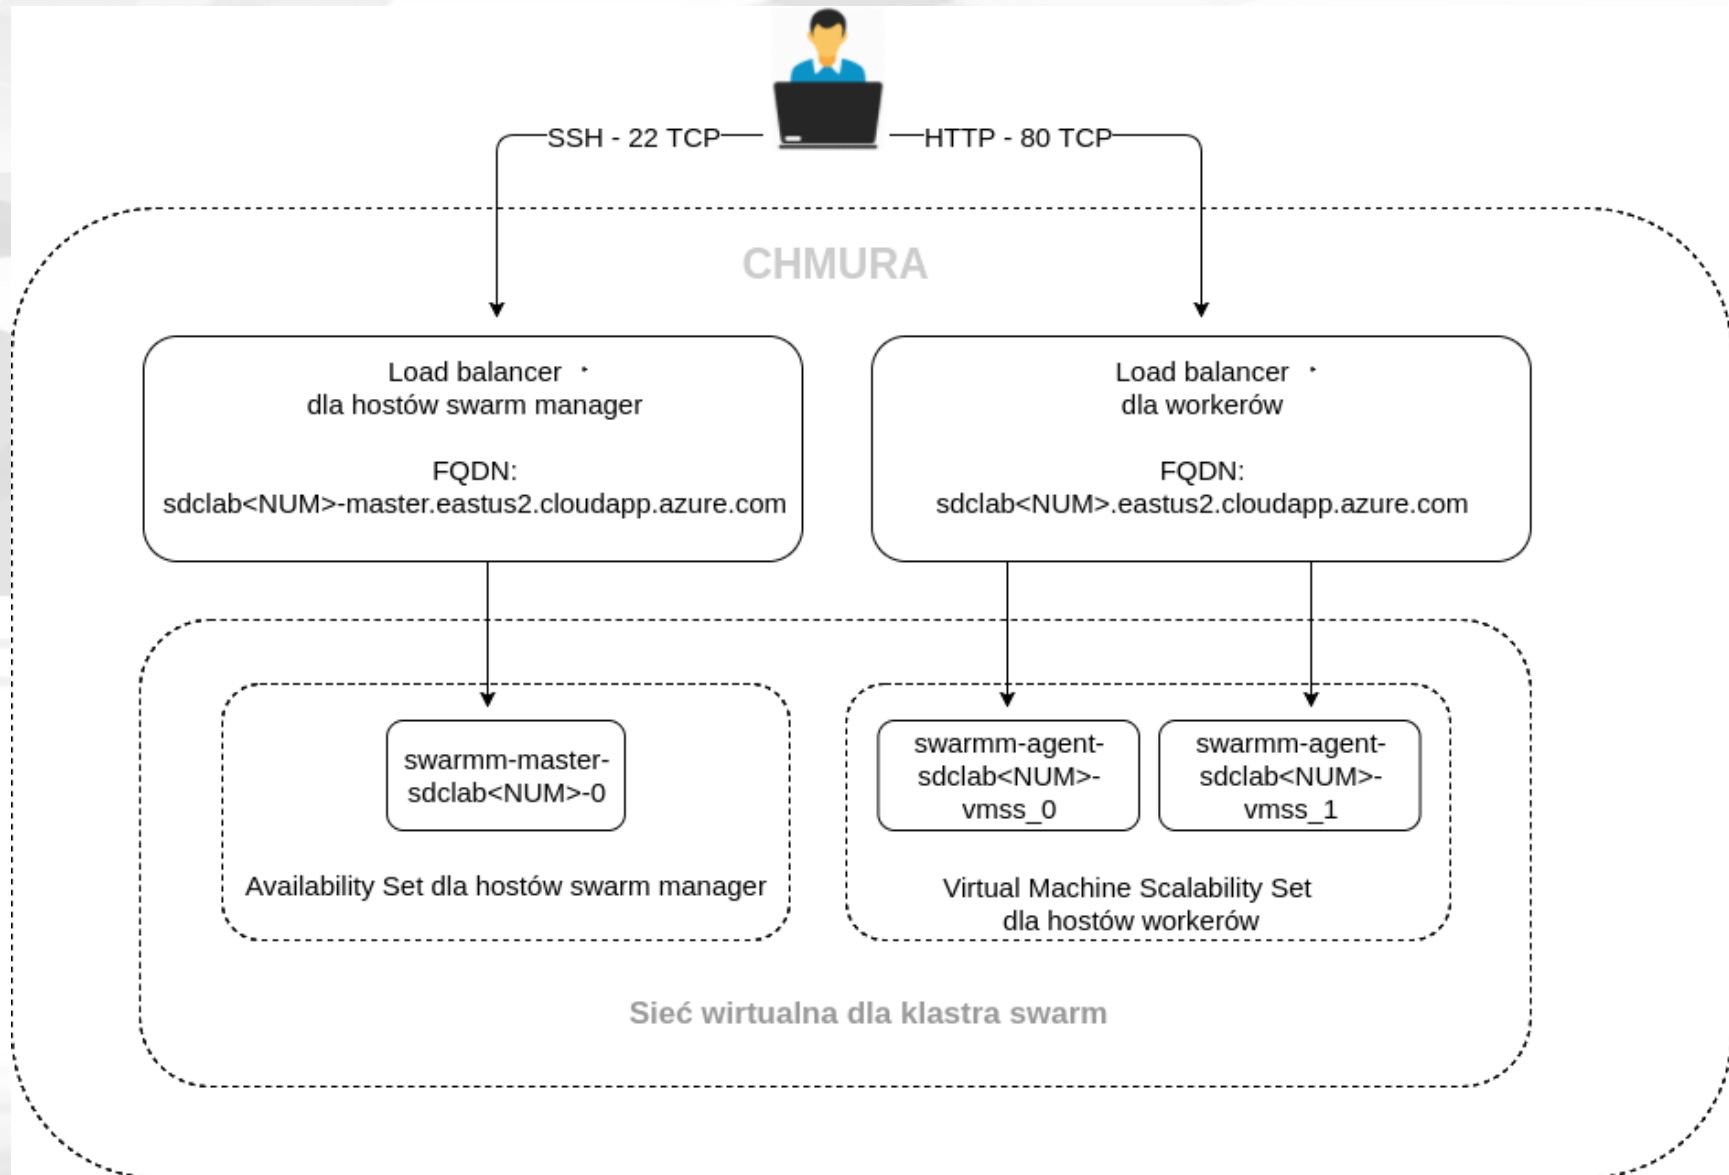 SSH - 22 TCP
HTTP - 80 TCP
CHMURA
Load balancer
dla hostów swarm manager
FQDN:
sdclab<NUM>-master.eastus2.cloudapp.azure.com
Load balancer
dla workerów
FQDN:
sdclab<NUM>.eastus2.cloudapp.azure.com
swarmm-master-
sdclab<NUM>-0
Availability Set dla hostów swarm manager
swarmm-agent-
sdclab<NUM>-
vmss_0
swarmm-agent-
sdclab<NUM>-
vmss_1
Virtual Machine Scalability Set
dla hostów workerów
Sieć wirtualna dla klastra swarm